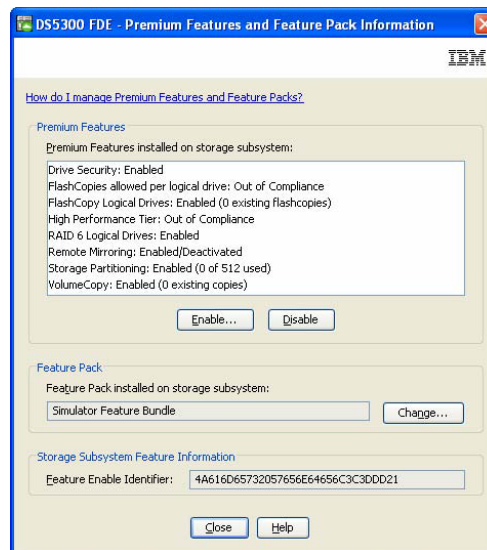 DS5300 FDE - Premium Features and Feature Pack Information
IBM
How do I manage Premium Features and Feature Packs?
Premium Features
Premium Features installed on storage subsystem:
Drive Security: Enabled
FlashCopies allowed per logical drive: Out of Compliance
FlashCopy Logical Drives: Enabled (0 existing flashcopies)
High Performance Tier: Out of Compliance
RAID 6 Logical Drives: Enabled
Remote Mirroring: Enabled/Deactivated
Storage Partitioning: Enabled (0 of 512 used)
VolumeCopy: Enabled (0 existing copies)
Enable... Disable
Feature Pack
Feature Pack installed on storage subsystem:
Simulator Feature Bundle Change...
Storage Subsystem Feature Information
Feature Enable Identifier: 4A616D65732057656E64656C3C3DDD21
Close Help